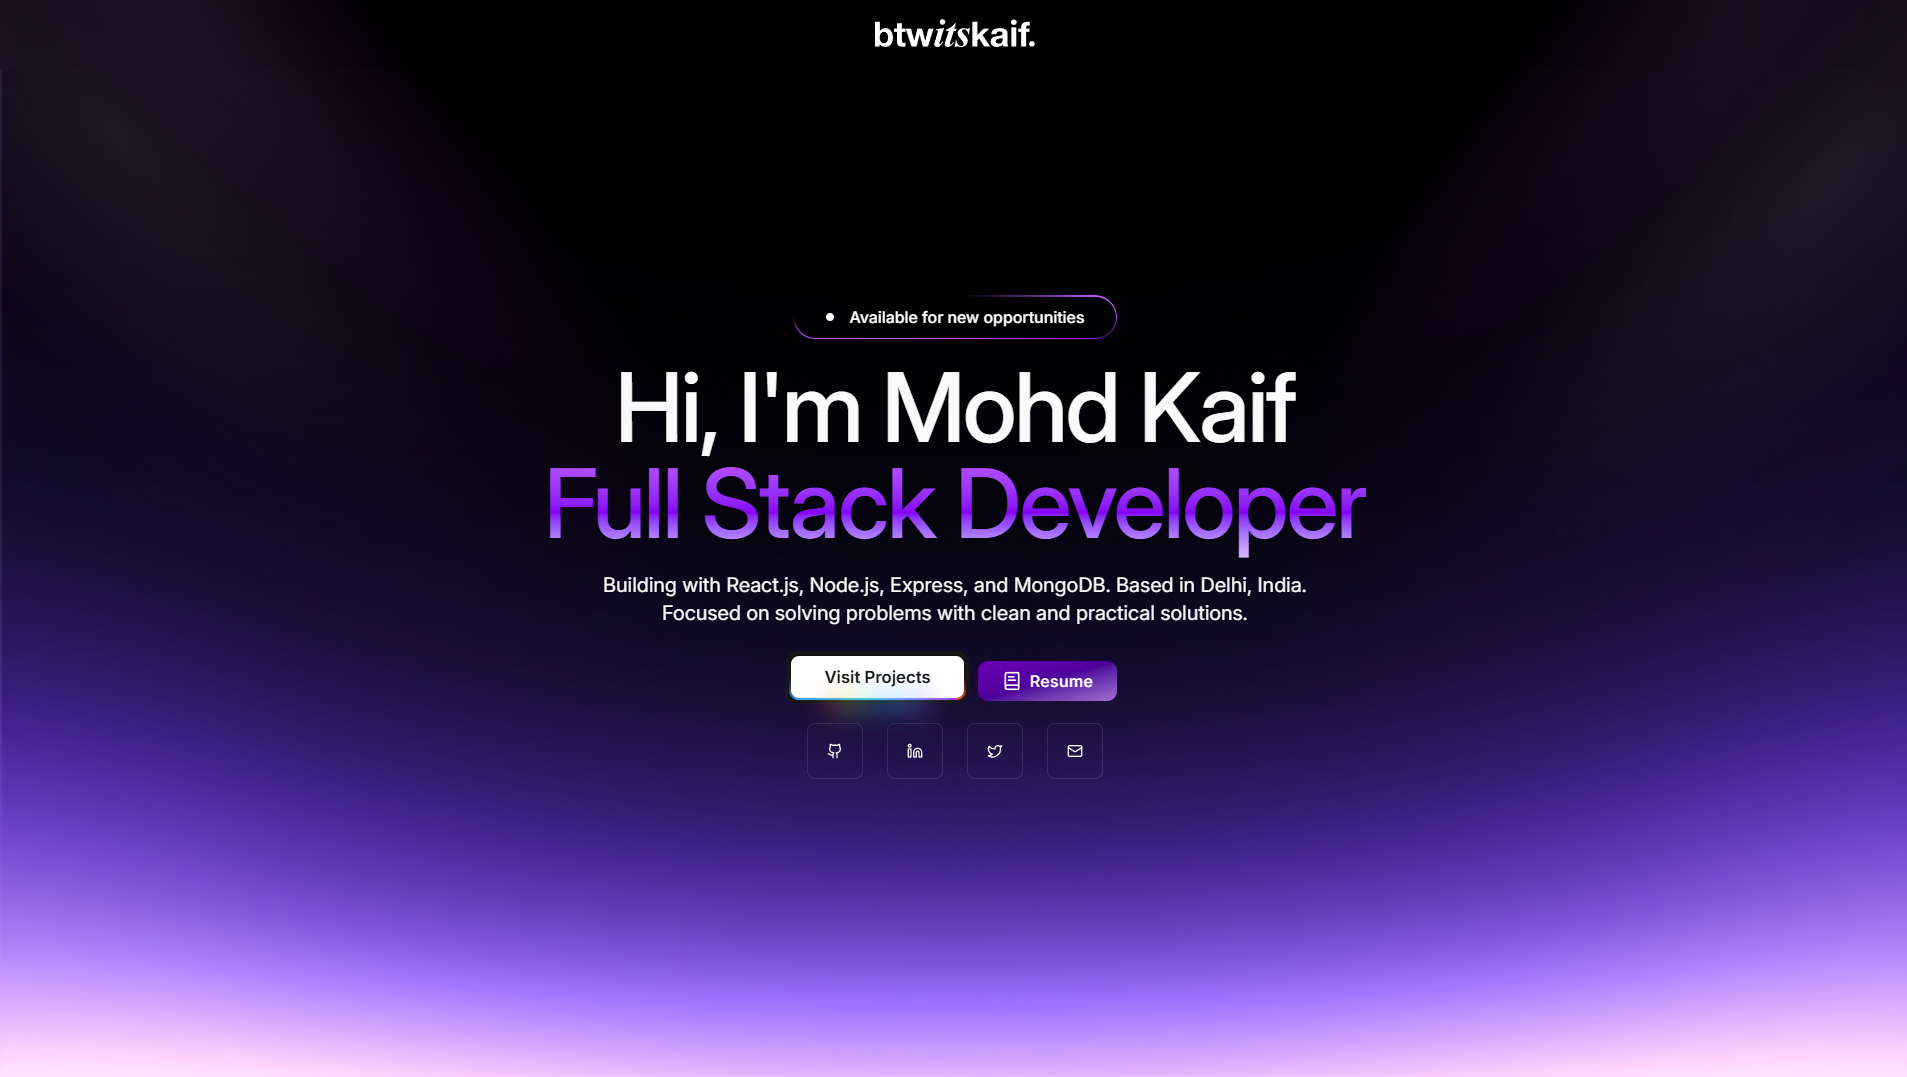 btwitskaif.
Available for new opportunities
Hi, I'm Mohd Kaif
Full Stack Developer
Building with React.js, Node.js, Express, and MongoDB. Based in Delhi, India.
Focused on solving problems with clean and practical solutions.
Visit Projects
Resume